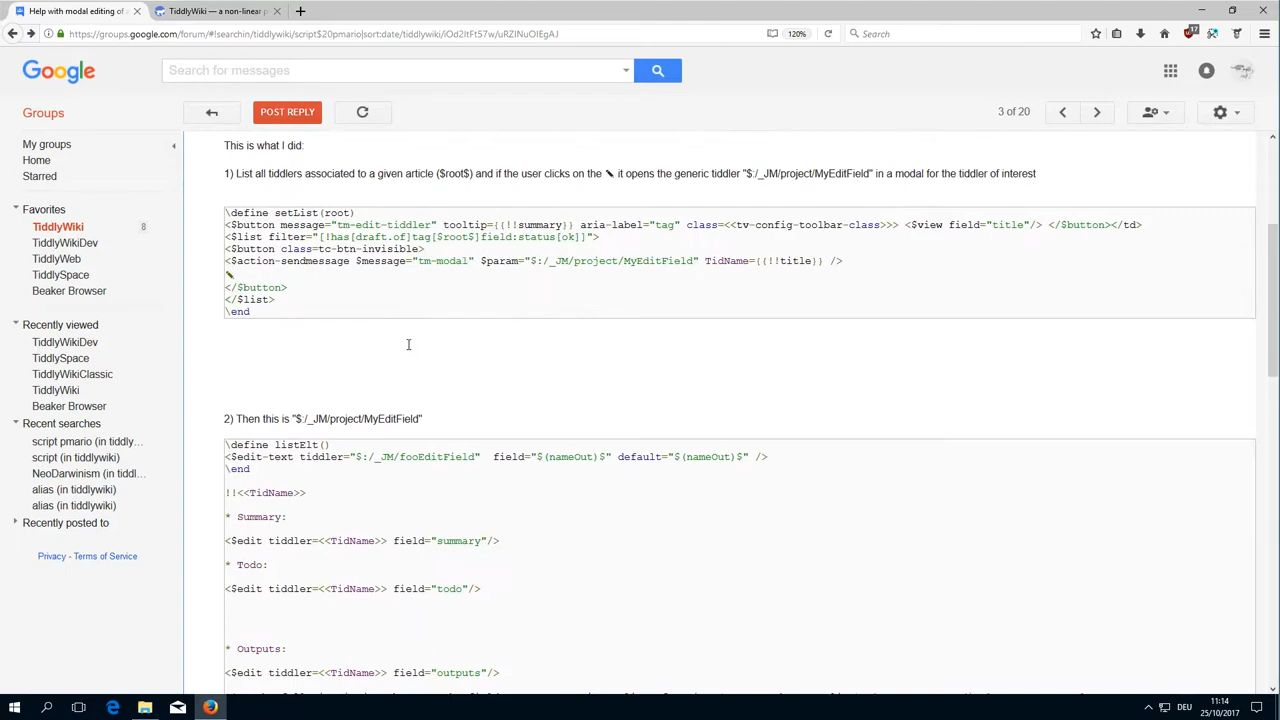 Help with modal editing of a
TiddlyWiki — a non-linear p
https://groups.google.com/forum/#!searchin/tiddlywiki/script$20pmario|sort:date/tiddlywiki/iOd2ItFt57w/uRZINuOIEgAJ
120%
Search
17
Google
Search for messages
Groups
POST REPLY
3 of 20
My groups
Home
Starred
Favorites
TiddlyWiki
8
TiddlyWikiDev
TiddlyWeb
TiddlySpace
Beaker Browser
Recently viewed
TiddlyWikiDev
TiddlySpace
TiddlyWikiClassic
TiddlyWiki
Beaker Browser
Recent searches
script pmario (in tiddly...
script (in tiddlywiki)
NeoDarwinism (in tiddl...
alias (in tiddlywiki)
alias (in tiddlywiki)
Recently posted to
Privacy - Terms of Service
This is what I did:
1) List all tiddlers associated to a given article ($root$) and if the user clicks on the ✎ it opens the generic tiddler "$:/_JM/project/MyEditField" in a modal for the tiddler of interest
\define setList(root)
<$button message="tm-edit-tiddler" tooltip={{!!summary}} aria-label="tag" class=<<tv-config-toolbar-class>>> <$view field="title"/> </$button></td>
<$list filter="[!has[draft.of]tag[$root$]field:status[ok]]">
<$button class=tc-btn-invisible>
<$action-sendmessage $message="tm-modal" $param="$:/_JM/project/MyEditField" TidName={{!!title}} />
✎
</$button>
</$list>
\end
2) Then this is "$:/_JM/project/MyEditField"
\define listElt()
<$edit-text tiddler="$:/_JM/fooEditField"  field="$(nameOut)$" default="$(nameOut)$" />
\end
!!<<TidName>>
* Summary:
<$edit tiddler=<<TidName>> field="summary"/>
* Todo:
<$edit tiddler=<<TidName>> field="todo"/>
* Outputs:
<$edit tiddler=<<TidName>> field="outputs"/>
DEU
11:14
25/10/2017